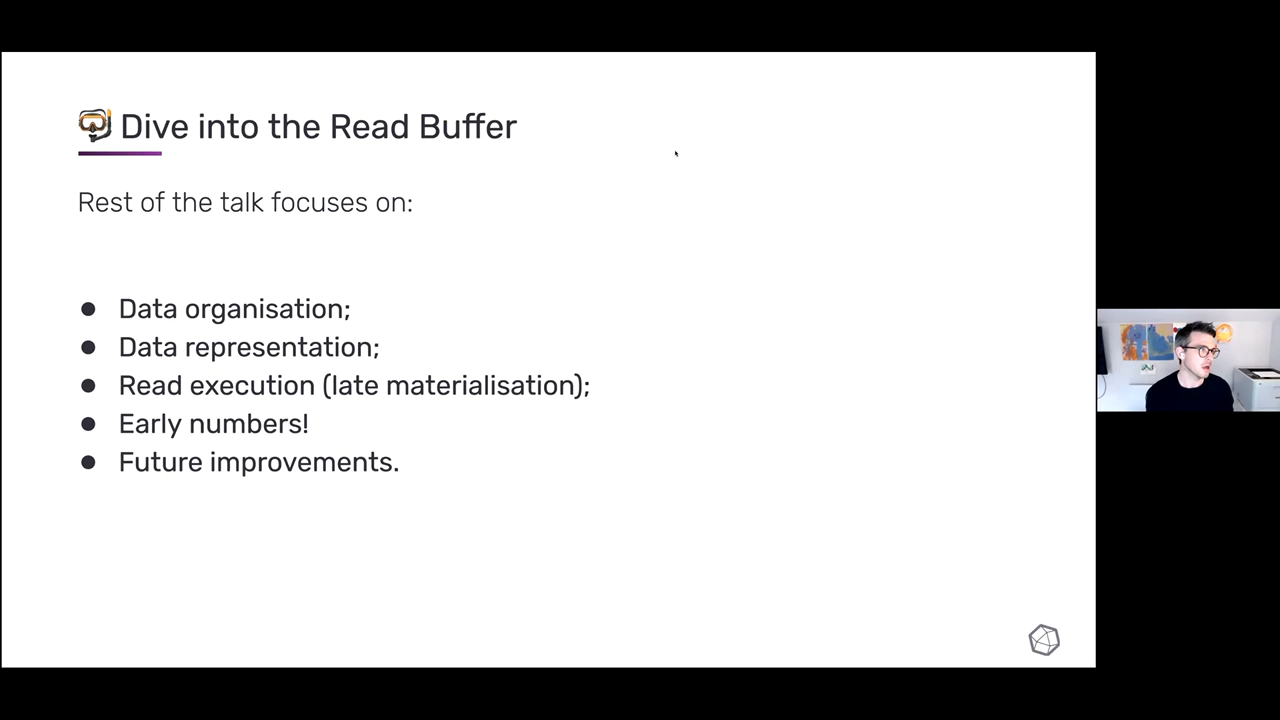 Dive into the Read Buffer
Rest of the talk focuses on:
● Data organisation;
● Data representation;
● Read execution (late materialisation);
● Early numbers!
● Future improvements.